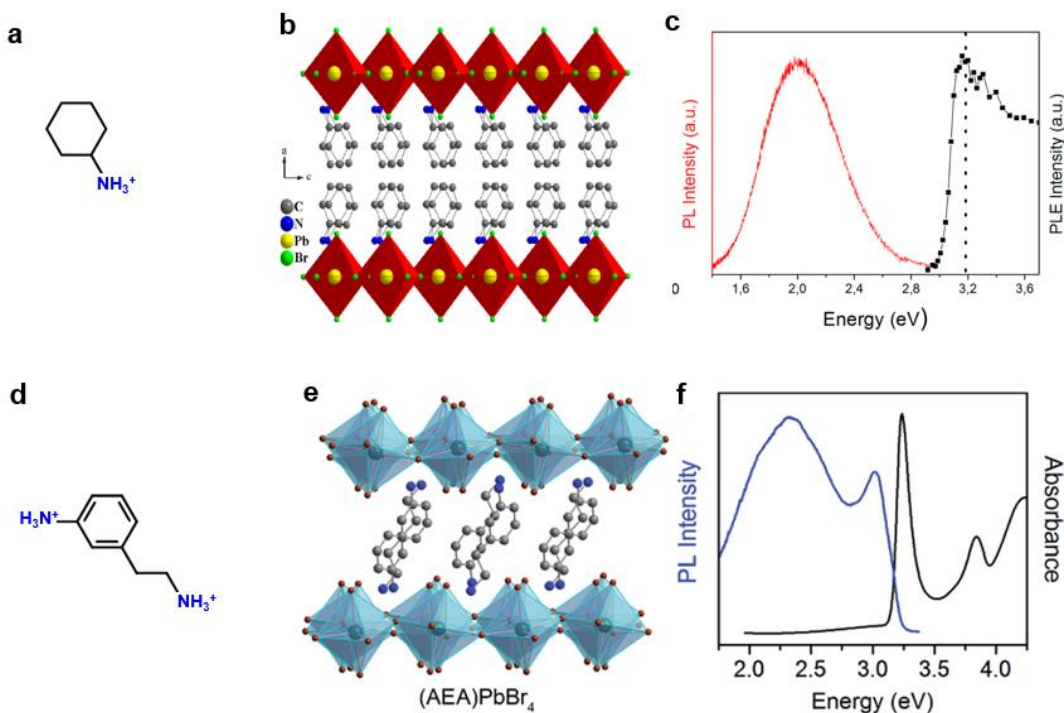 a
NH₃⁺
b
a
c
C
N
Pb
Br
c
PL Intensity (a.u.)
PLE Intensity (a.u.)
0
1,6 2,0 2,4 2,8 3,2 3,6
Energy (eV)
d
H₃N⁺
NH₃⁺
e
(AEA)PbBr₄
f
PL Intensity
Absorbance
2.0 2.5 3.0 3.5 4.0
Energy (eV)